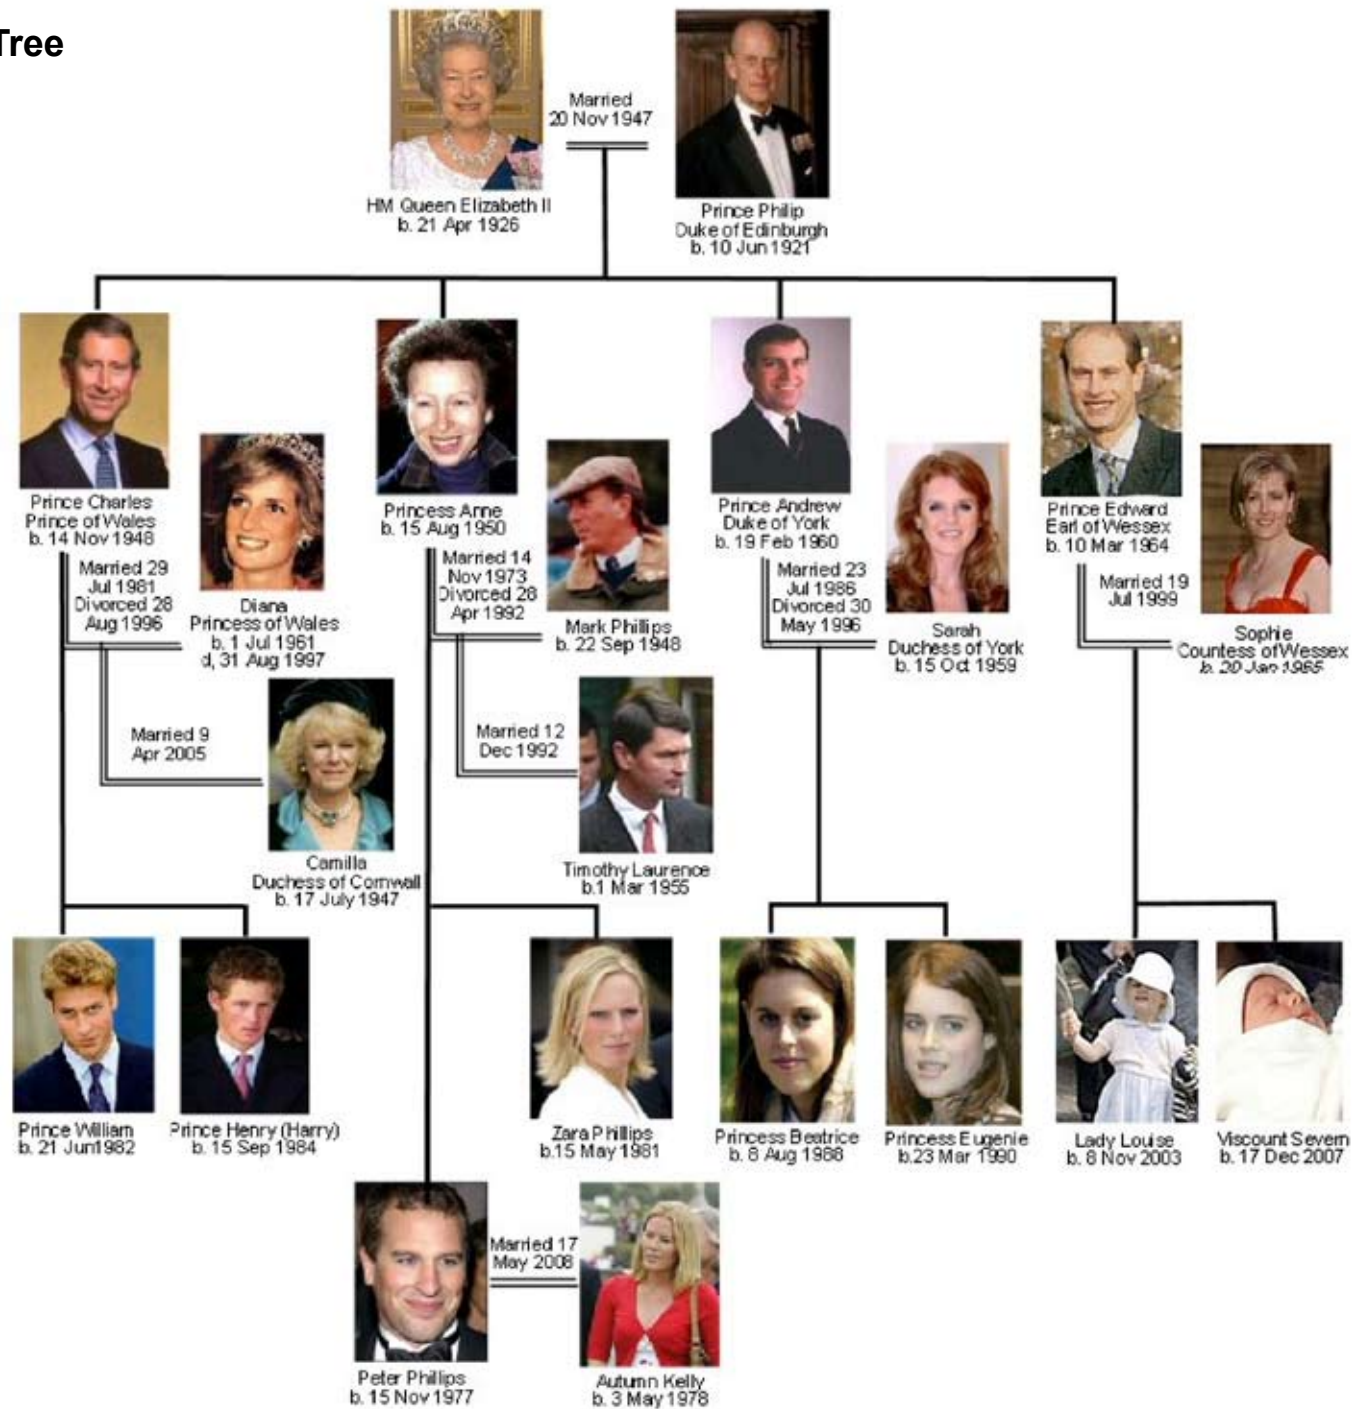 Tree
Married
20 Nov 1947
HM Queen Elizabeth II
b. 21 Apr 1926
Prince Philip
Duke of Edinburgh
b. 10 Jun 1921
Prince Charles
Prince of Wales
b. 14 Nov 1948
Married 29
Jul 1981
Divorced 28
Aug 1996
Diana
Princess of Wales
b. 1 Jul 1961
d, 31 Aug 1997
Married 9
Apr 2005
Camilla
Duchess of Cornwall
b. 17 July 1947
Princess Anne
b. 15 Aug 1950
Married 14
Nov 1973
Divorced 28
Apr 1992
Mark Phillips
b. 22 Sep 1948
Married 12
Dec 1992
Timothy Laurence
b.1 Mar 1955
Prince Andrew
Duke of York
b. 19 Feb 1960
Married 23
Jul 1986
Divorced 30
May 1996
Sarah
Duchess of York
b. 15 Oct 1959
Prince Edward
Earl of Wessex
b. 10 Mar 1964
Married 19
Jul 1999
Sophie
Countess of Wessex
b. 20 Jan 1965
Prince William
b. 21 Jun1982
Prince Henry (Harry)
b. 15 Sep 1984
Zara Phillips
b.15 May 1981
Princess Beatrice
b. 8 Aug 1988
Princess Eugenie
b.23 Mar 1990
Lady Louise
b. 8 Nov 2003
Viscount Severn
b. 17 Dec 2007
Peter Phillips
b. 15 Nov 1977
Married 17
May 2008
Autumn Kelly
b. 3 May 1978